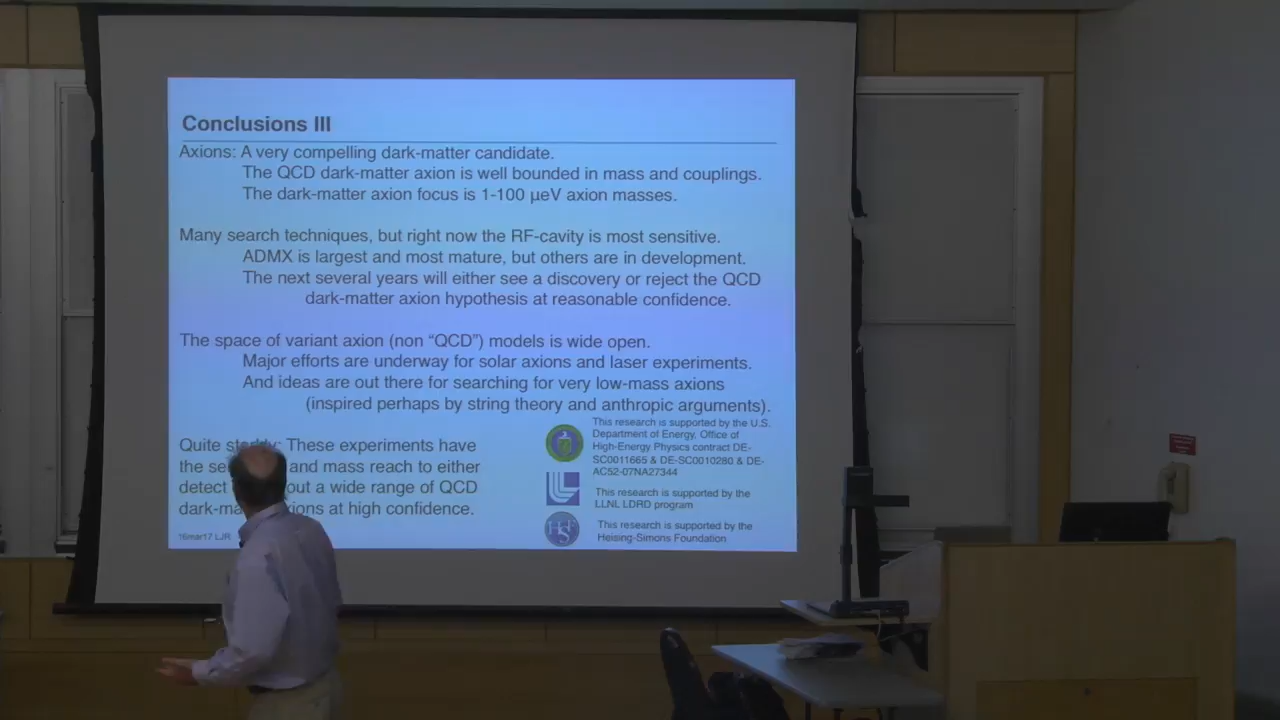 Conclusions III
Axions: A very compelling dark-matter candidate.
The QCD dark-matter axion is well bounded in mass and couplings.
The dark-matter axion focus is 1-100 µeV axion masses.
Many search techniques, but right now the RF-cavity is most sensitive.
ADMX is largest and most mature, but others are in development.
The next several years will either see a discovery or reject the QCD
dark-matter axion hypothesis at reasonable confidence.
The space of variant axion (non “QCD”) models is wide open.
Major efforts are underway for solar axions and laser experiments.
And ideas are out there for searching for very low-mass axions
(inspired perhaps by string theory and anthropic arguments).
Quite These experiments have
the and mass reach to either
detect out a wide range of QCD
at high confidence.
This research is supported by the U.S.
Department of Energy, Office of
High-Energy Physics contract DE-
SC0011665 & DE-SC0010280 & DE-
AC52-07NA27344
This research is supported by the
LLNL LDRD program
This research is supported by the
Heising-Simons Foundation
HSF
16mar17 LJR